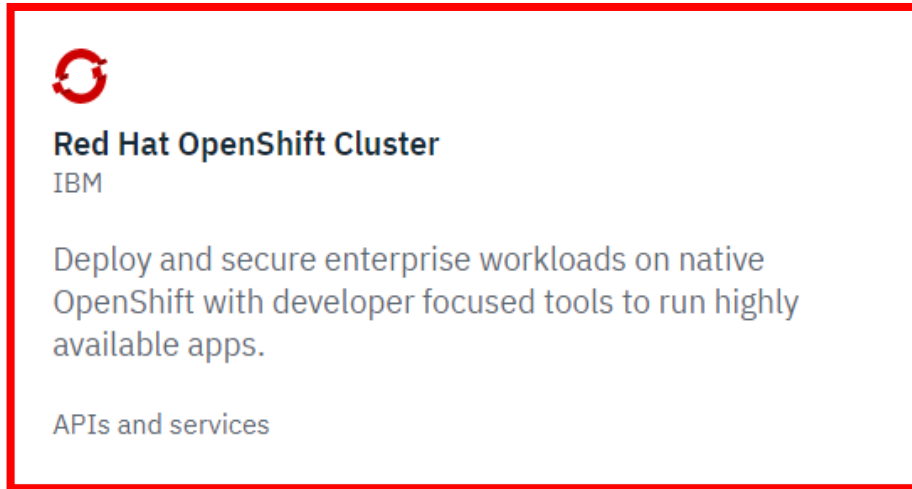 Red Hat OpenShift Cluster
IBM
Deploy and secure enterprise workloads on native
OpenShift with developer focused tools to run highly
available apps.
APIs and services